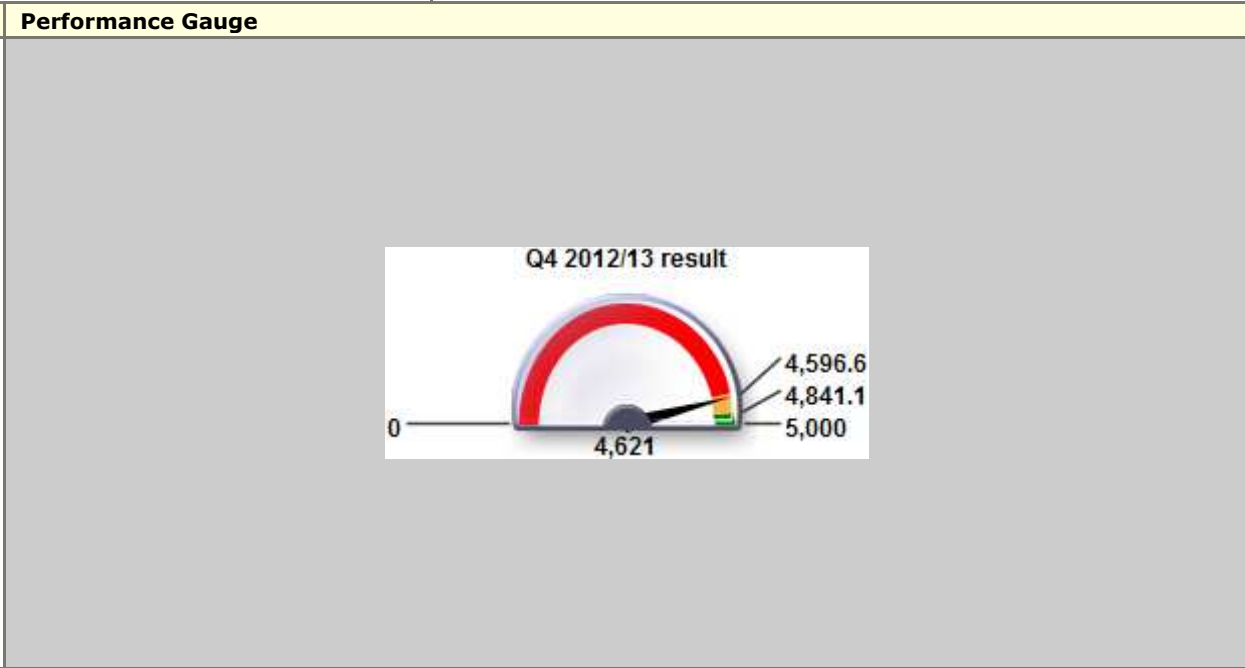 Performance Gauge
Q4 2012/13 result
4,596.6
4,841.1
0
5,000
4,621